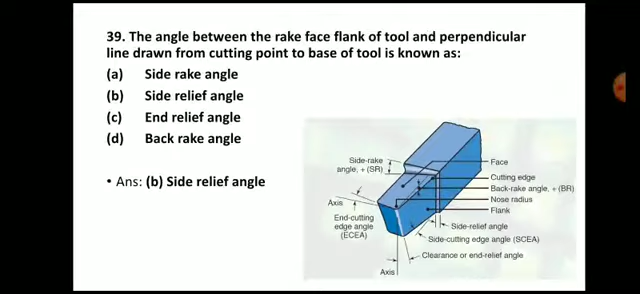 39. The angle between the rake face flank of tool and perpendicular
line drawn from cutting point to base of tool is known as:
(a) Side rake angle
(b) Side relief angle
(c) End relief angle
(d) Back rake angle
• Ans: (b) Side relief angle
Side-rake
angle, + (SR)
Face
Cutting edge
Back-rake angle, + (BR)
Nose radius
Flank
Axis
End-cutting
edge angle
(ECEA)
Side-relief angle
Side-cutting edge angle (SCEA)
Clearance or end-relief angle
Axis